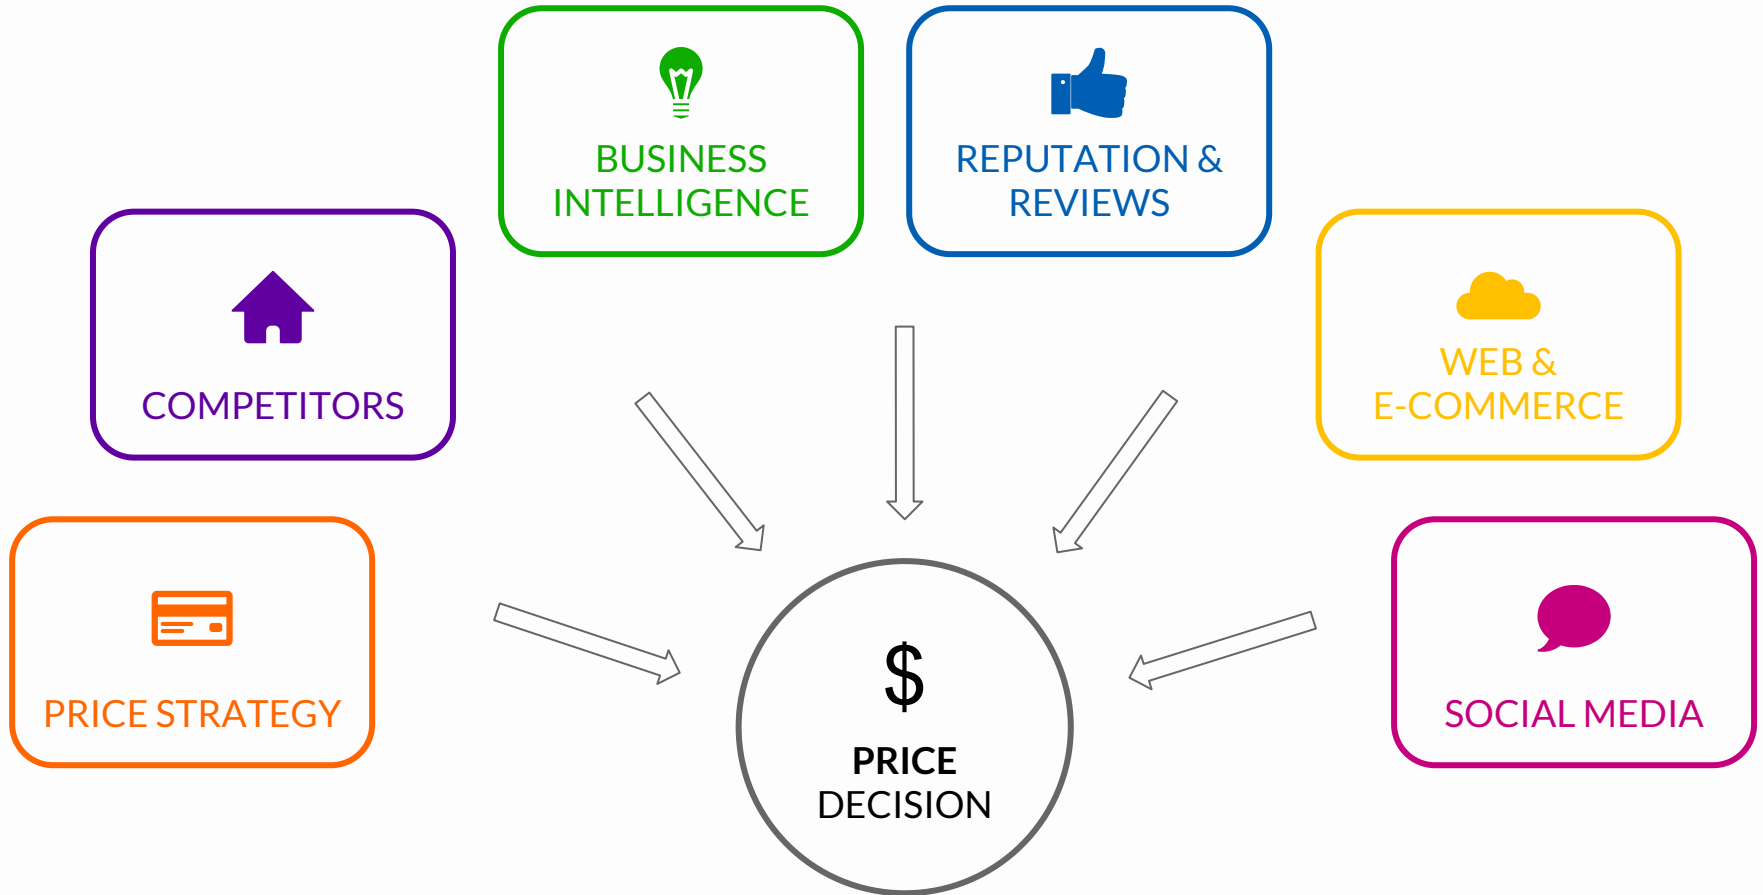 BUSINESS
INTELLIGENCE
REPUTATION &
REVIEWS
COMPETITORS
WEB &
E-COMMERCE
PRICE STRATEGY
SOCIAL MEDIA
$
PRICE
DECISION